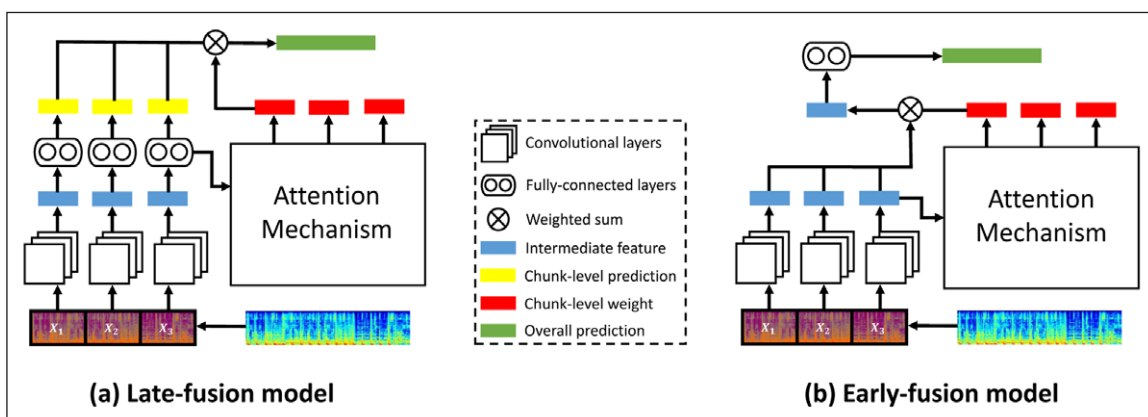 Attention
Mechanism
X₁ X₂ X₃
(a) Late-fusion model
Convolutional layers
Fully-connected layers
Weighted sum
Intermediate feature
Chunk-level prediction
Chunk-level weight
Overall prediction
Attention
Mechanism
X₁ X₂ X₃
(b) Early-fusion model